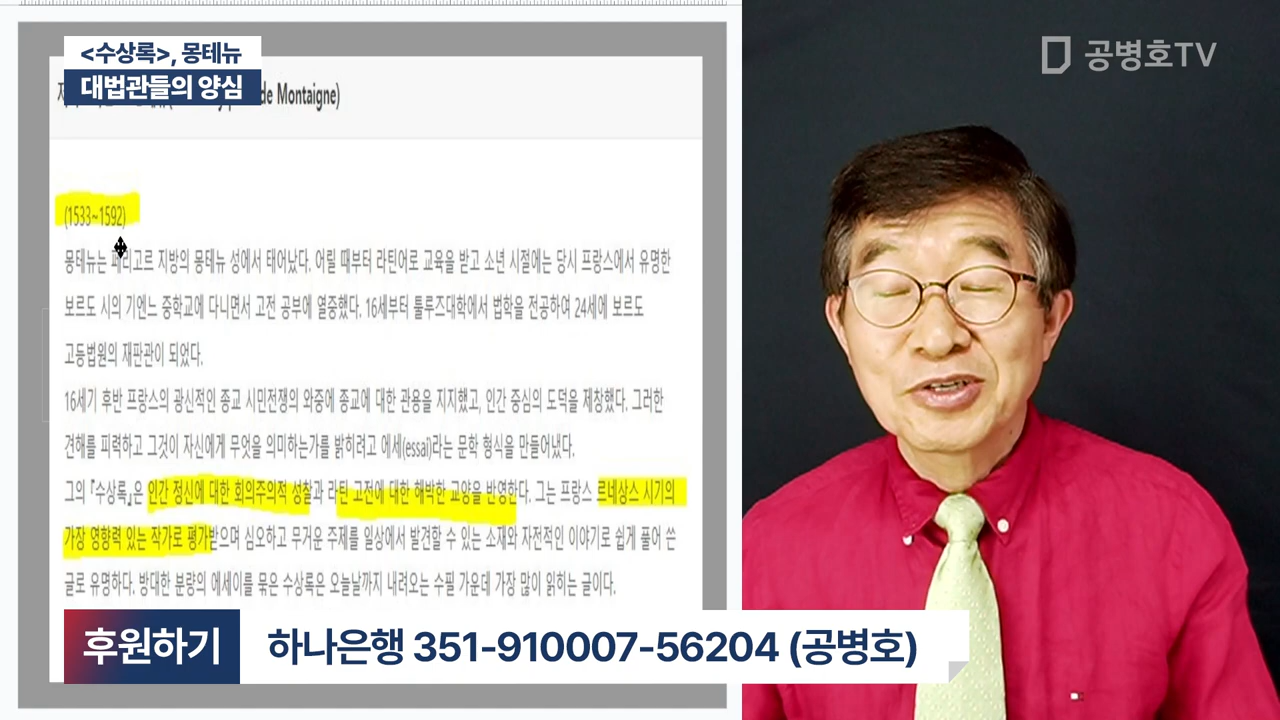 <수상록>, 몽테뉴
대법관들의 양심
de Montaigne)
공병호TV
(1533~1592)
몽테뉴는 페리고르 지방의 몽테뉴 성에서 태어났다. 어릴 때부터 라틴어로 교육을 받고 소년 시절에는 당시 프랑스에서 유명한
보르도 시의 기엔느 중학교에 다니면서 고전 공부에 열중했다. 16세부터 툴루즈대학에서 법학을 전공하여 24세에 보르도
고등법원의 재판관이 되었다.
16세기 후반 프랑스의 광신적인 종교 시민전쟁의 와중에 종교에 대한 관용을 지지했고, 인간 중심의 도덕을 제창했다. 그러한
견해를 피력하고 그것이 자신에게 무엇을 의미하는가를 밝히려고 에세(essai)라는 문학 형식을 만들어냈다.
그의 『수상록』은 인간 정신에 대한 회의주의적 성찰과 라틴 고전에 대한 해박한 교양을 반영한다. 그는 프랑스 르네상스 시기의
가장 영향력 있는 작가로 평가받으며 심오하고 무거운 주제를 일상에서 발견할 수 있는 소재와 자전적인 이야기로 쉽게 풀어 쓴
글로 유명하다. 방대한 분량의 에세이를 묶은 수상록은 오늘날까지 내려오는 수필 가운데 가장 많이 읽히는 글이다.
후원하기
하나은행 351-910007-56204 (공병호)